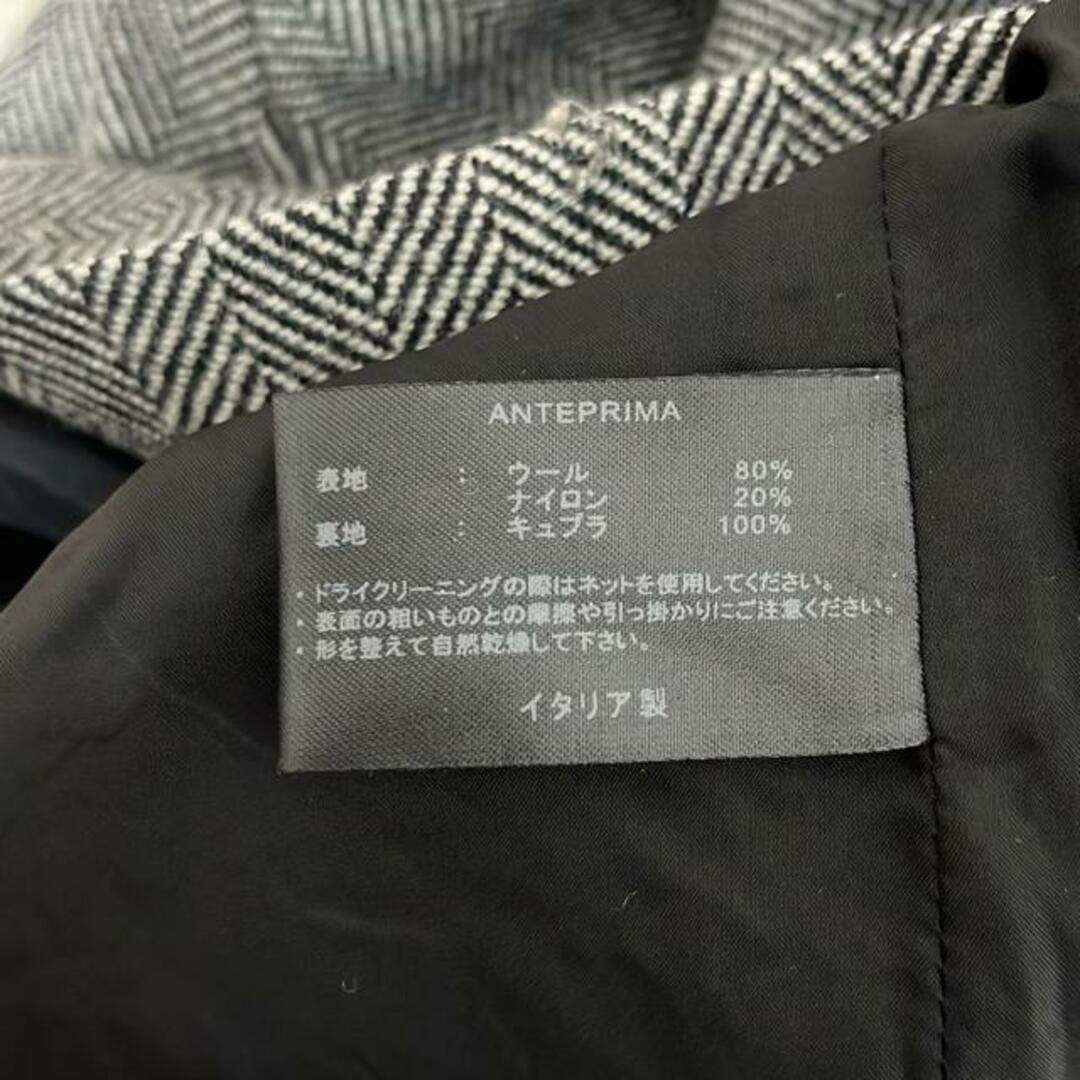 ANTEPRIMA
表地 : ウール 80%
ナイロン 20%
裏地 : キュプラ 100%
・ドライクリーニングの際はネットを使用してください。
・表面の粗いものとの摩擦や引っ掛かりにご注意ください。
・形を整えて自然乾燥して下さい。
イタリア製